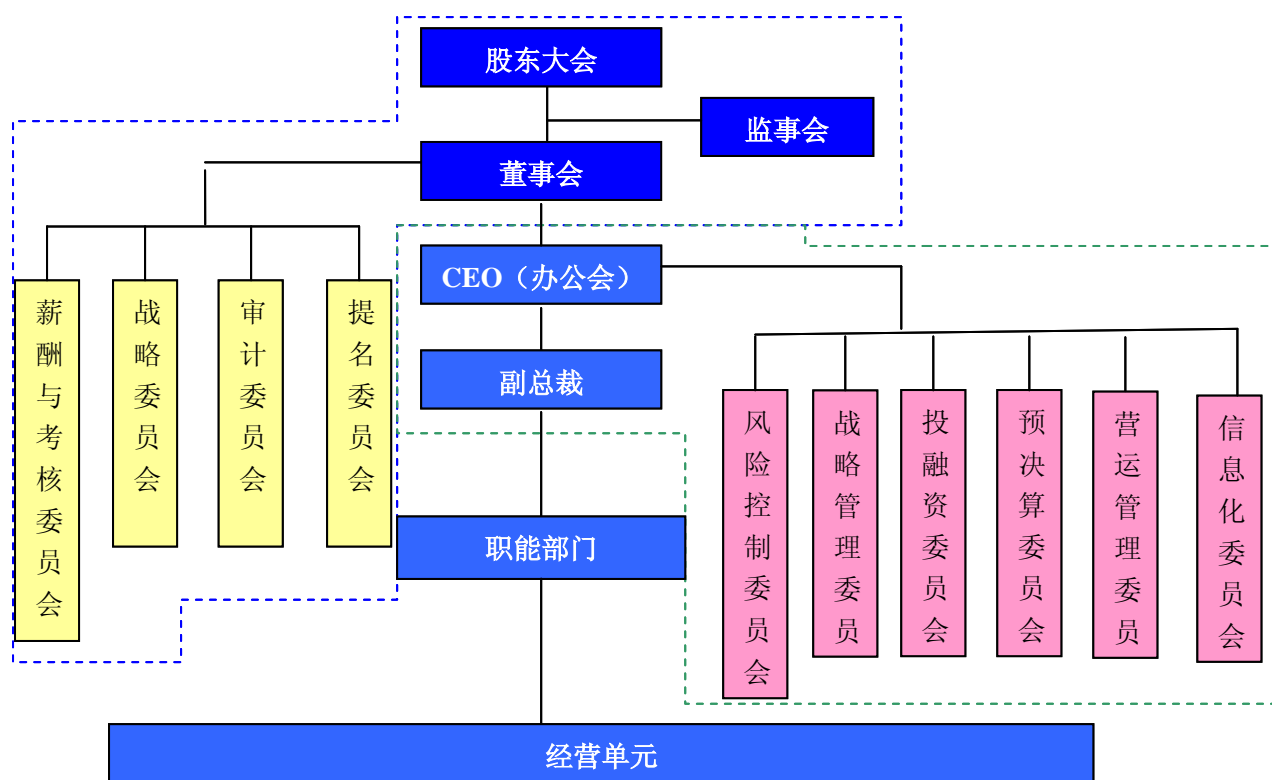 股东大会
监事会
董事会
CEO（办公会）
副总裁
职能部门
经营单元
薪酬与考核委员会
战略委员会
审计委员会
提名委员会
风险控制委员会
战略管理委员
投融资委员会
预决算委员会
营运管理委员
信息化委员会